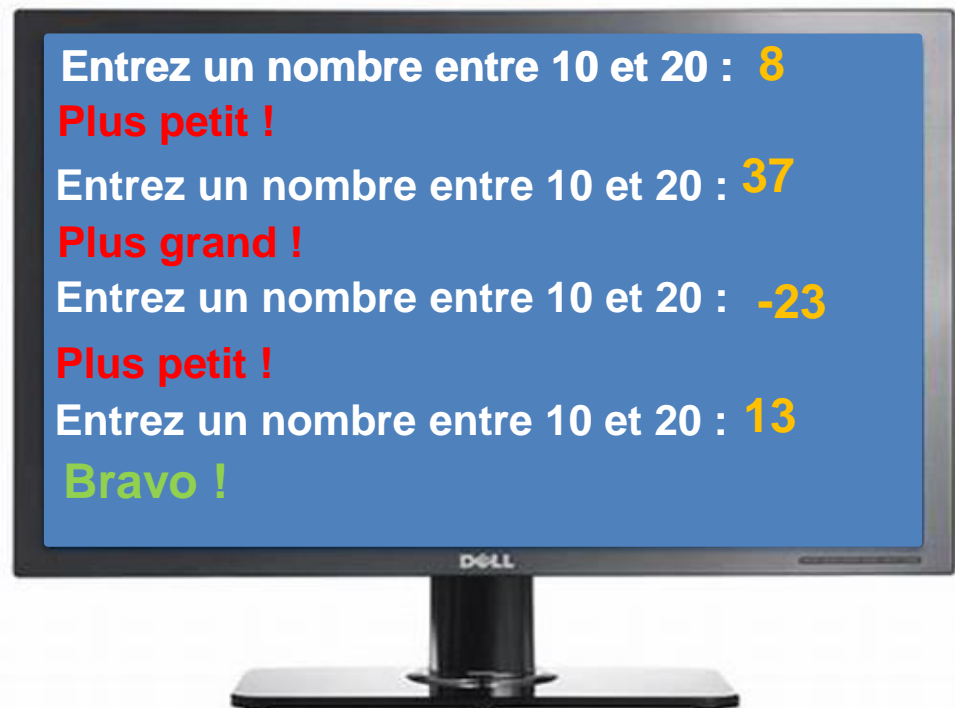 Entrez un nombre entre 10 et 20 : 8
Plus petit !
Entrez un nombre entre 10 et 20 : 37
Plus grand !
Entrez un nombre entre 10 et 20 : -23
Plus petit !
Entrez un nombre entre 10 et 20 : 13
Bravo !
DELL